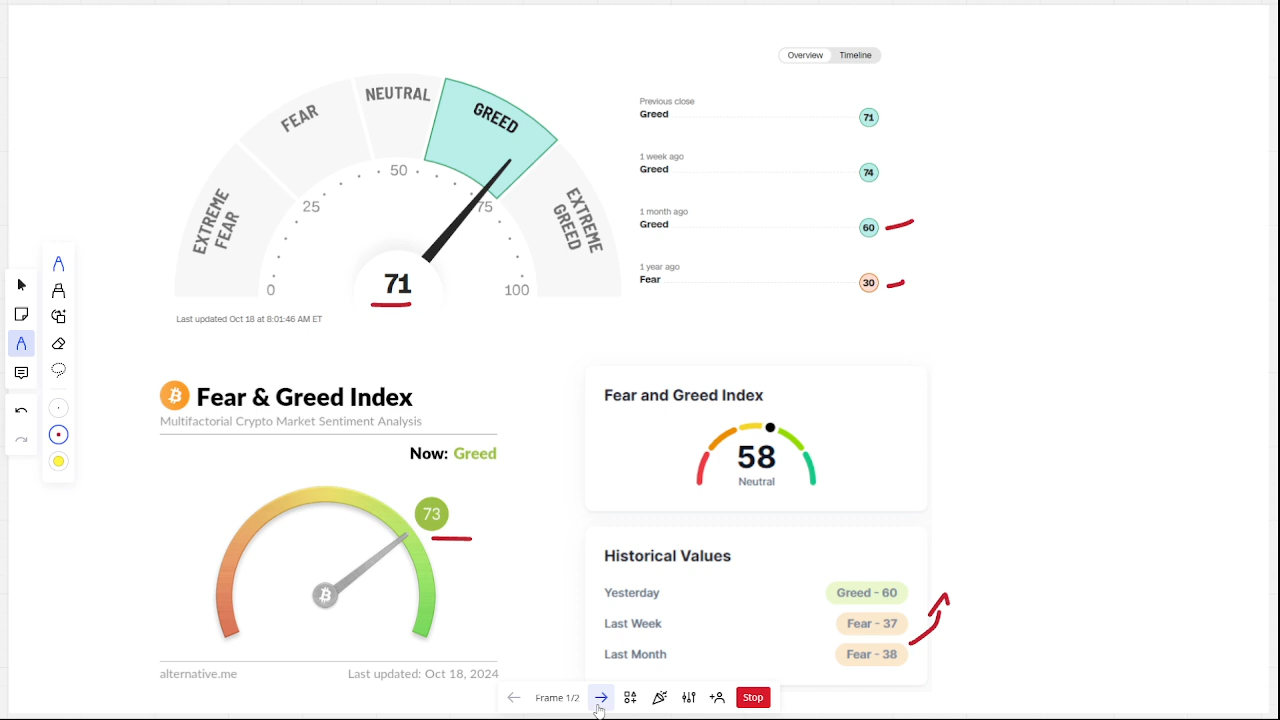 Overview Timeline
EXTREME FEAR
FEAR
NEUTRAL
GREED
EXTREME GREED
0
25
50
75
100
71
Last updated Oct 18 at 8:01:46 AM ET
Previous close
Greed 71
1 week ago
Greed 74
1 month ago
Greed 60
1 year ago
Fear 30
Fear & Greed Index
Multifactorial Crypto Market Sentiment Analysis
Now: Greed
73
alternative.me Last updated: Oct 18, 2024
Fear and Greed Index
58
Neutral
Historical Values
Yesterday Greed - 60
Last Week Fear - 37
Last Month Fear - 38
Frame 1/2 Stop